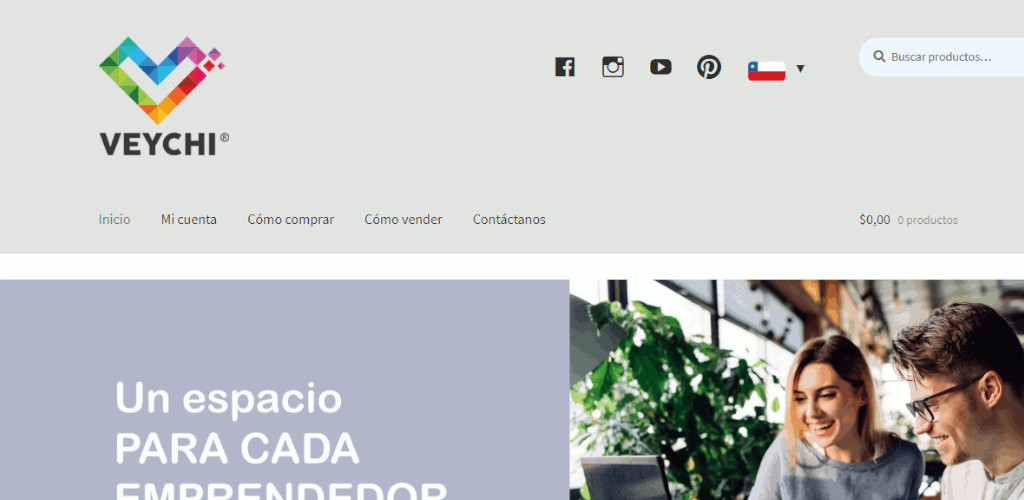 VEYCHI®
Buscar productos...
Inicio Mi cuenta Cómo comprar Cómo vender Contáctanos $0,00 0 productos
Un espacio
PARA CADA
EMPRENDEDOR